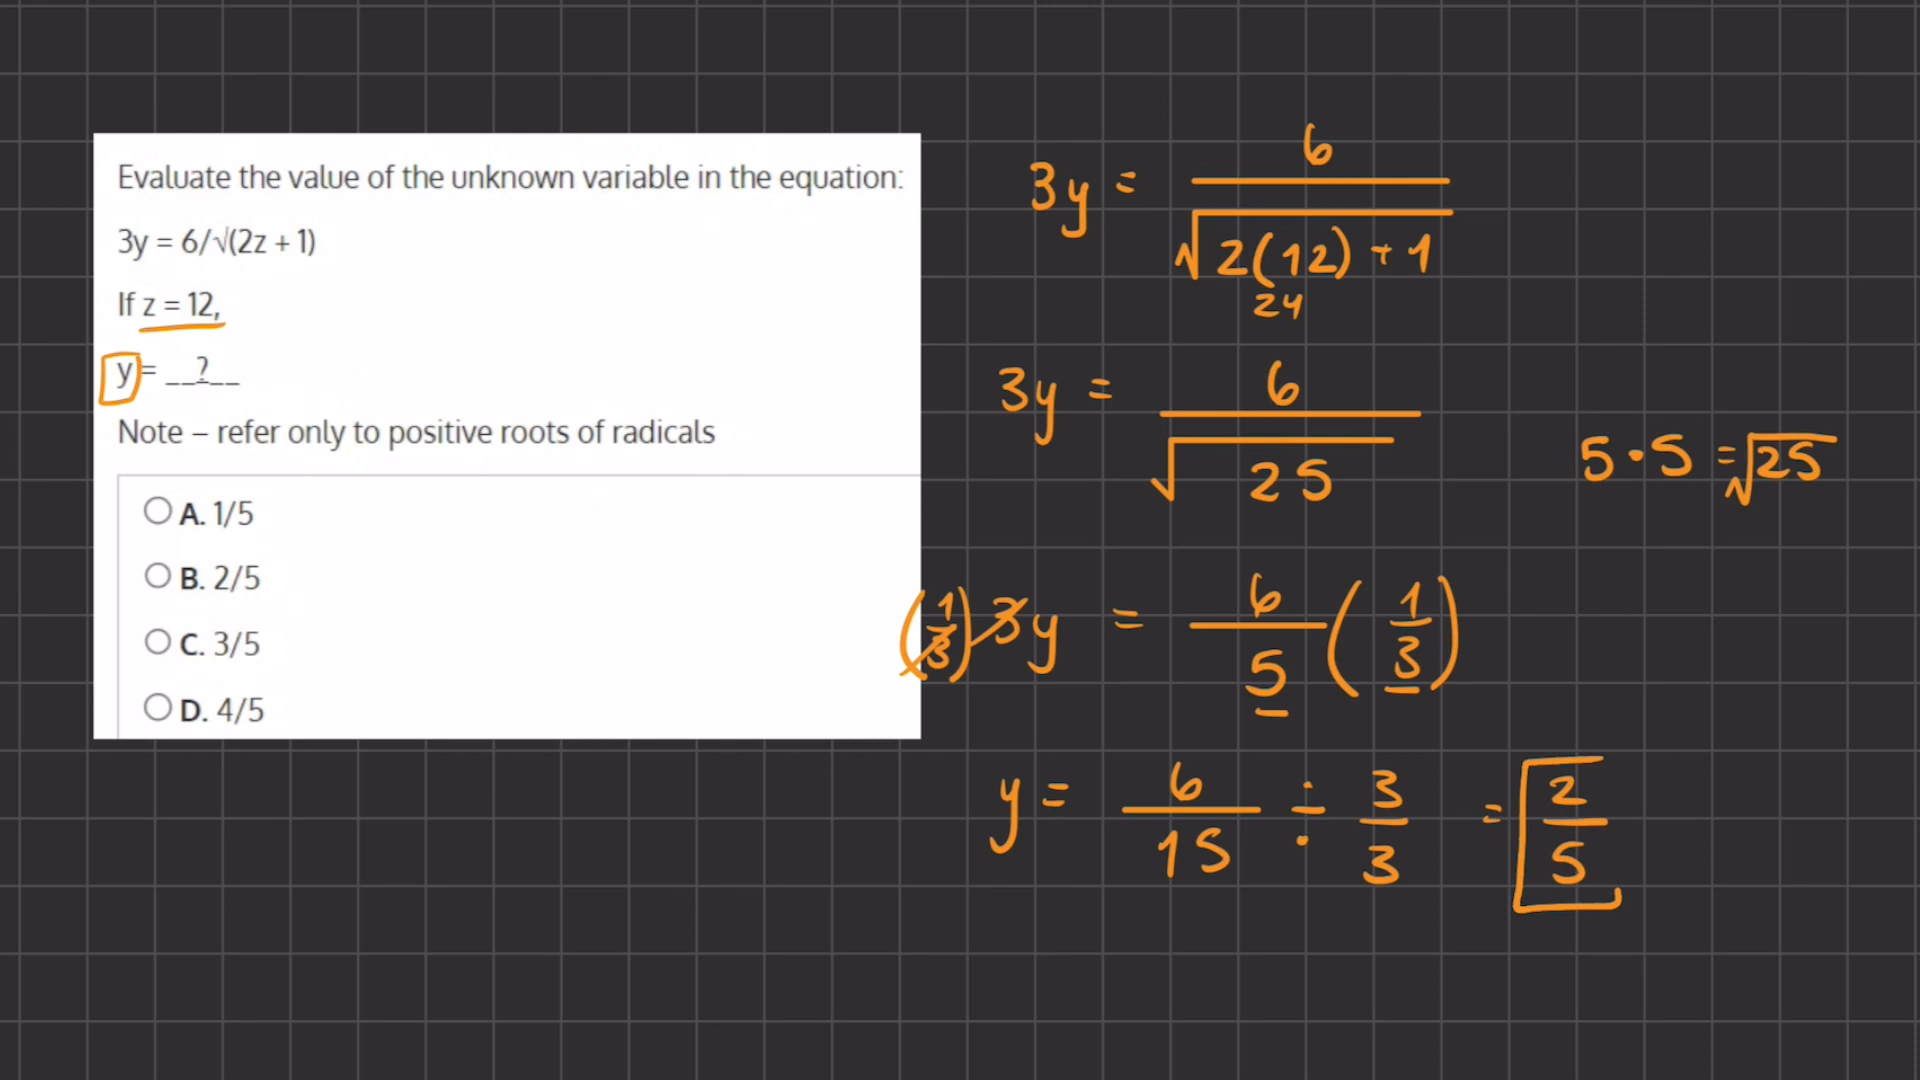 Evaluate the value of the unknown variable in the equation:
3y = 6/√(2z + 1)
If z = 12,
y = __?__
Note – refer only to positive roots of radicals
A. 1/5
B. 2/5
C. 3/5
D. 4/5
3y = 6 / √2(12) + 1
24
3y = 6 / √25
5 · 5 = √25
(1/3) 3y = 6/5 (1/3)
y = 6/15 ÷ 3/3 = 2/5